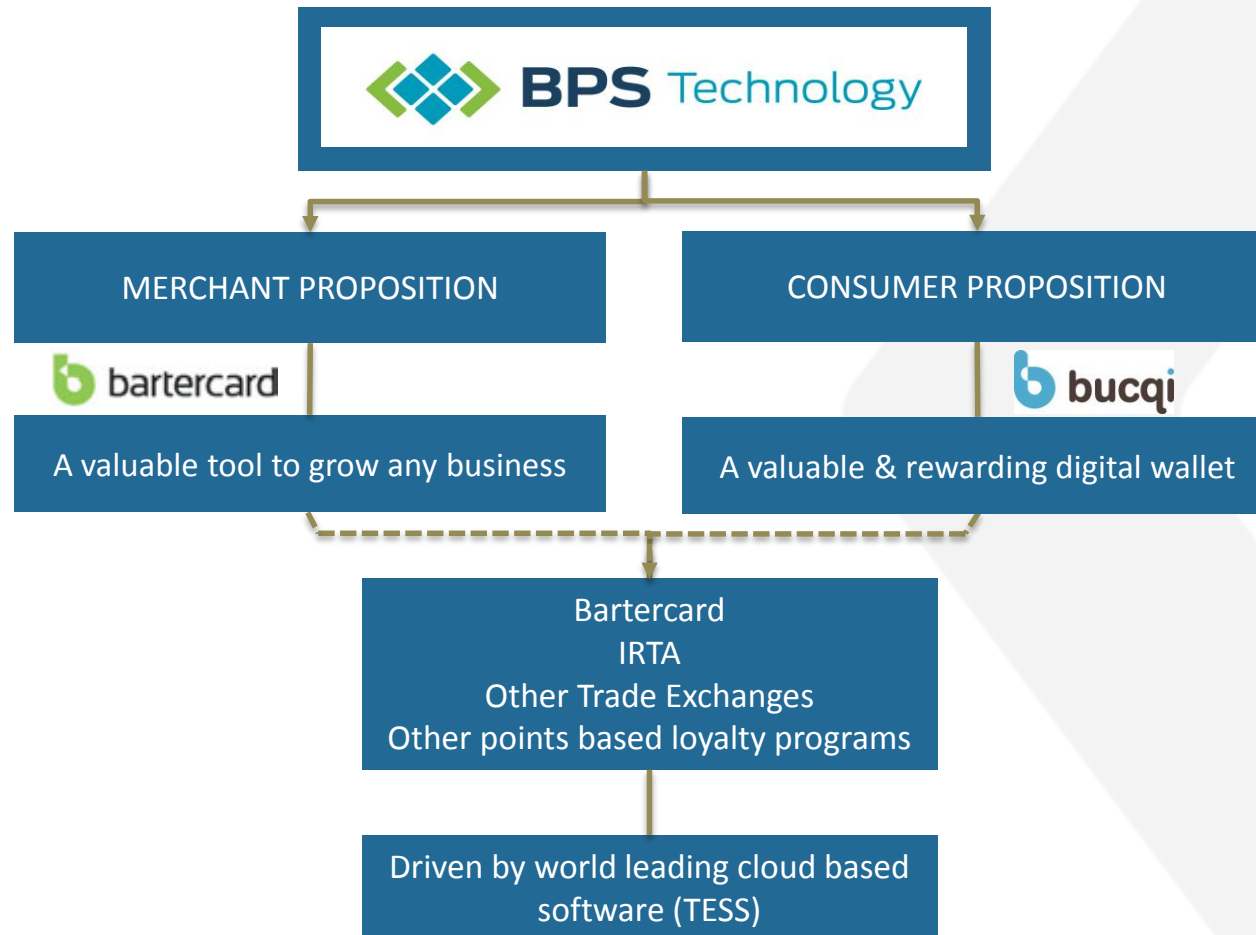 BPS Technology
MERCHANT PROPOSITION
CONSUMER PROPOSITION
bartercard
bucqi
A valuable tool to grow any business
A valuable & rewarding digital wallet
Bartercard
IRTA
Other Trade Exchanges
Other points based loyalty programs
Driven by world leading cloud based
software (TESS)